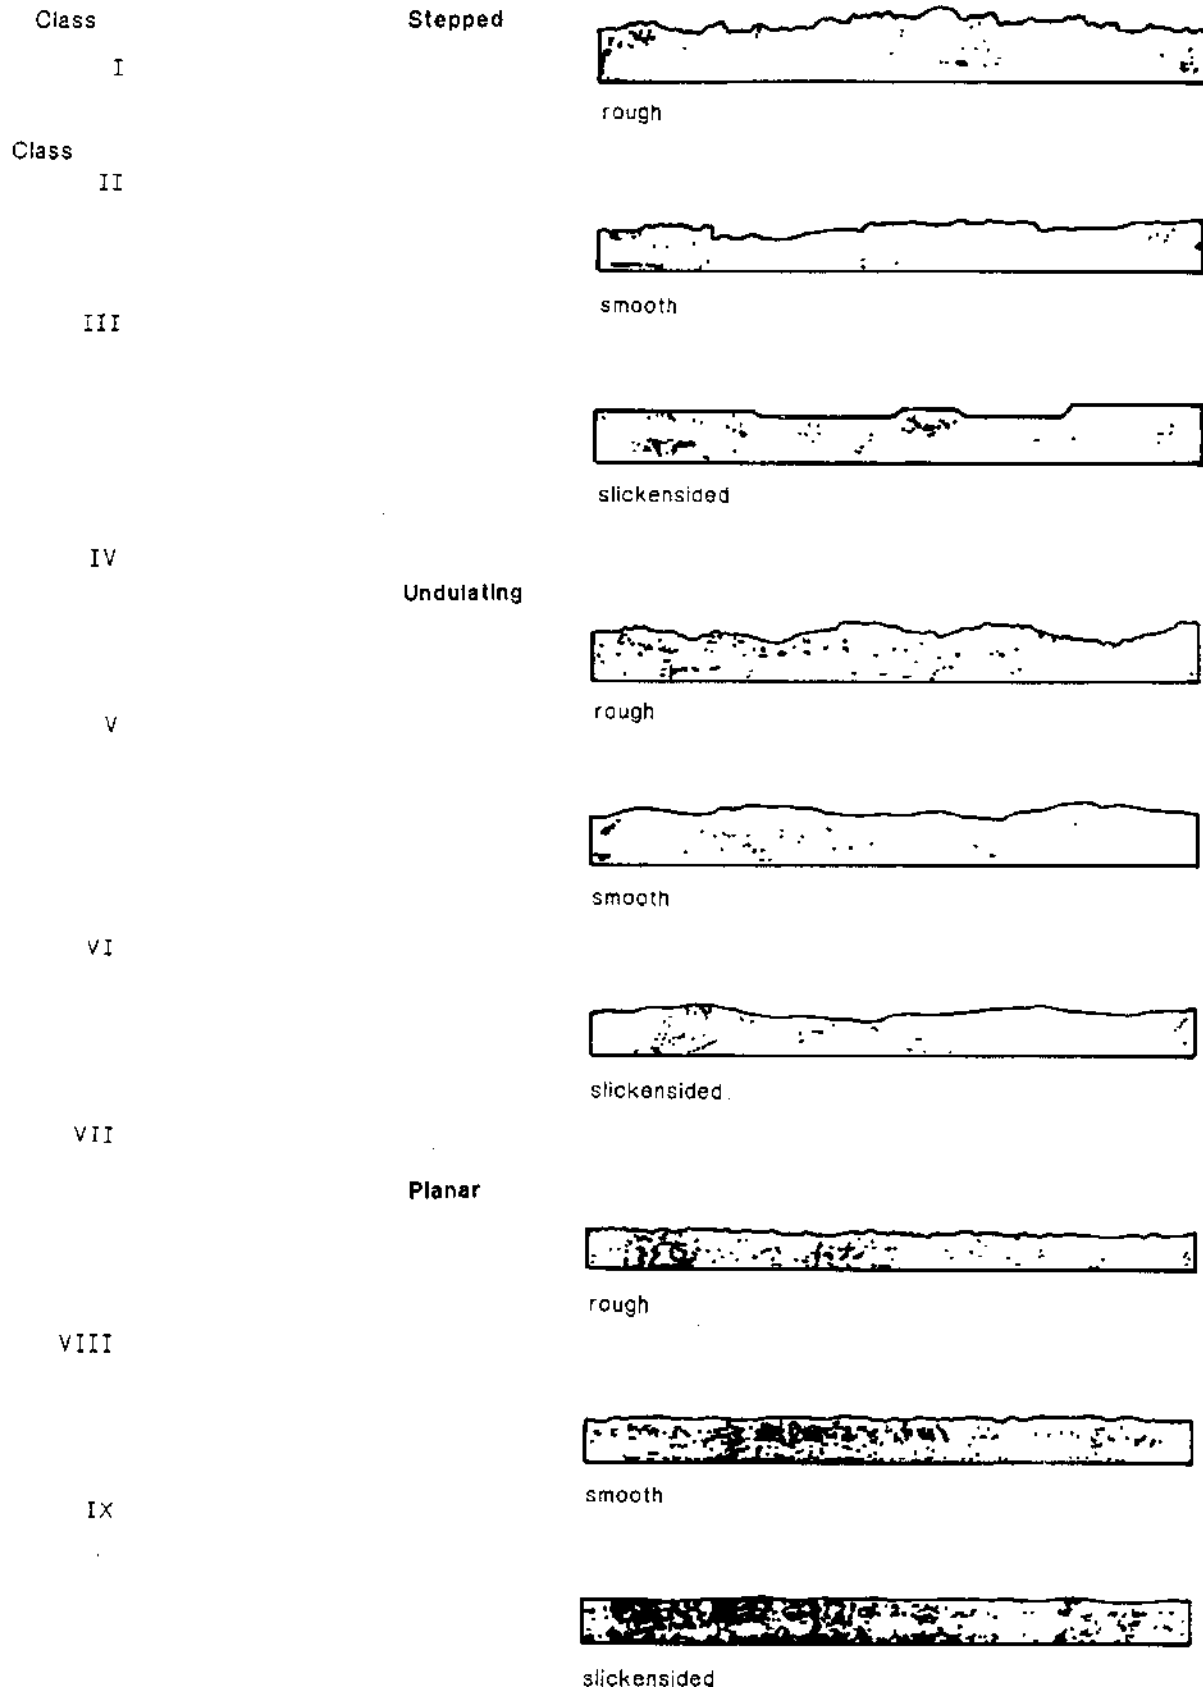 Class Stepped
I
rough
Class
II
smooth
III
slickensided
IV
Undulating
rough
V
smooth
VI
slickensided
VII
Planar
rough
VIII
smooth
IX
slickensided